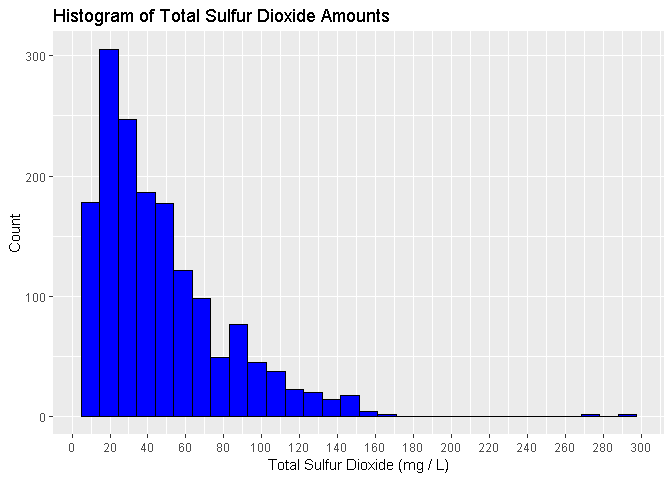 Histogram of Total Sulfur Dioxide Amounts
300
200
100
0
Count
0 20 40 60 80 100 120 140 160 180 200 220 240 260 280 300
Total Sulfur Dioxide (mg / L)